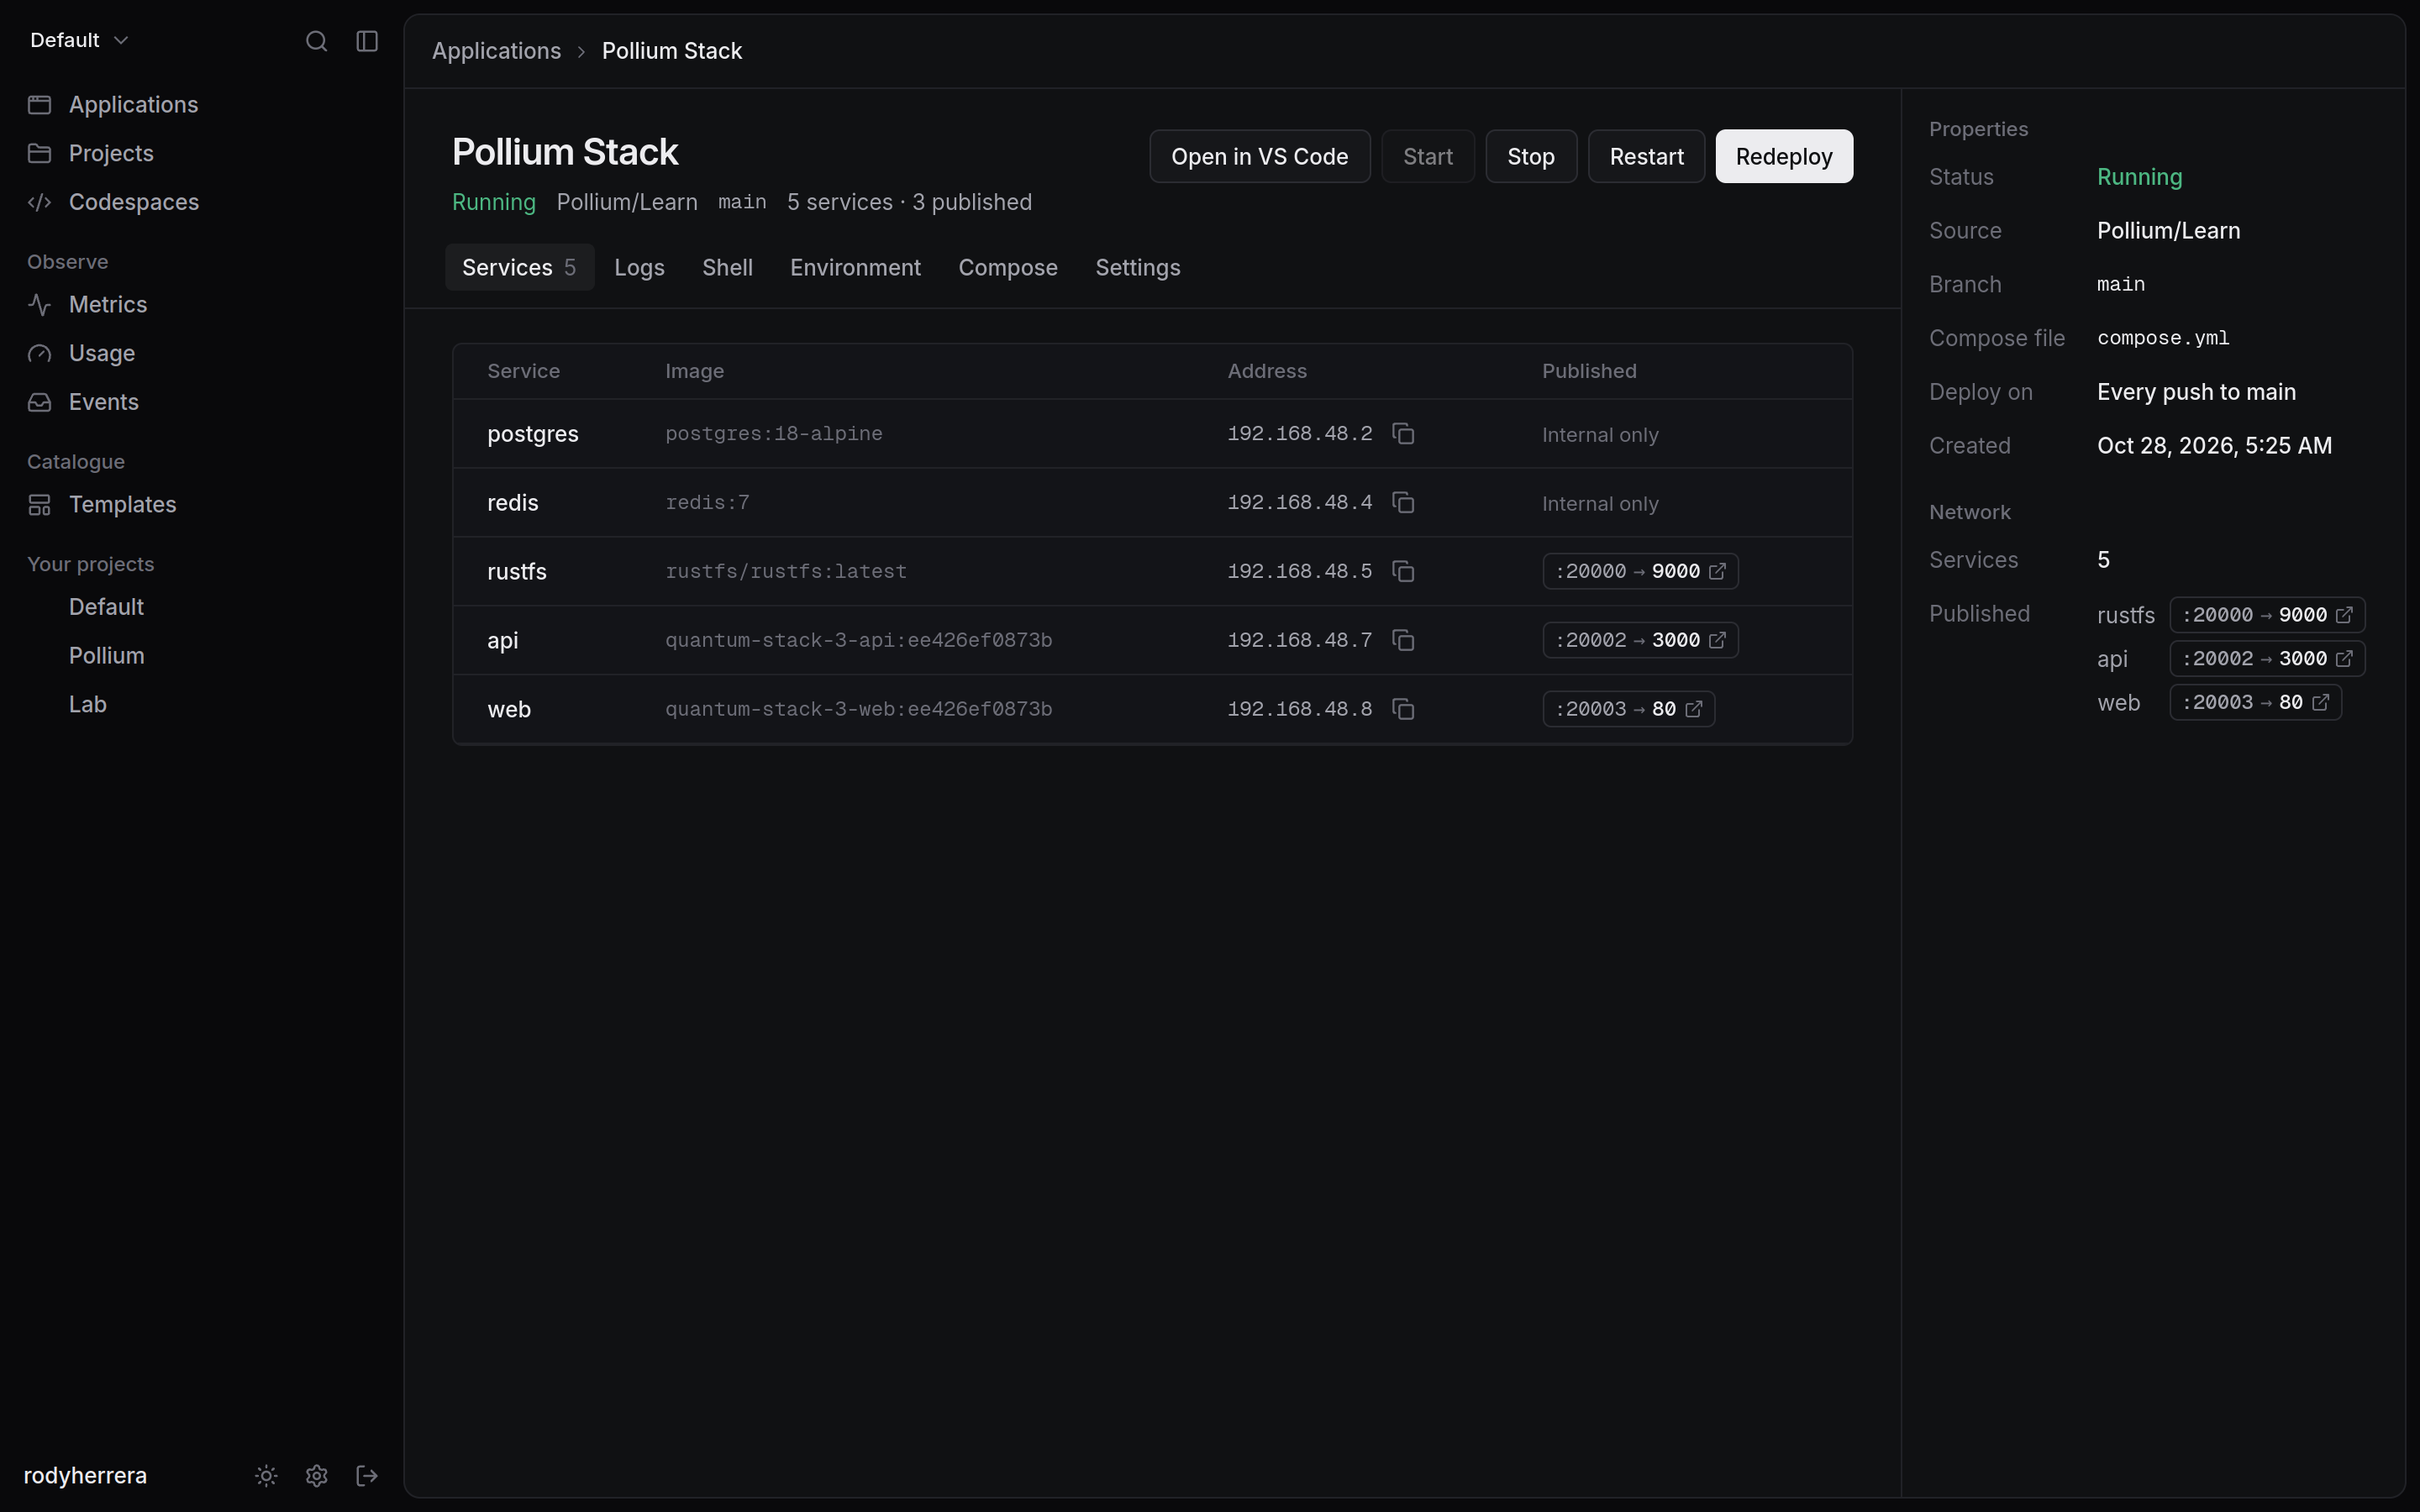 Default
Applications
Projects
Codespaces
Observe
Metrics
Usage
Events
Catalogue
Templates
Your projects
Default
Pollium
Lab
rodyherrera
Applications › Pollium Stack
Pollium Stack
Open in VS Code Start Stop Restart Redeploy
Running Pollium/Learn main 5 services · 3 published
Services 5 Logs Shell Environment Compose Settings
Service Image Address Published
postgres postgres:18-alpine 192.168.48.2 Internal only
redis redis:7 192.168.48.4 Internal only
rustfs rustfs/rustfs:latest 192.168.48.5 :20000 → 9000
api quantum-stack-3-api:ee426ef0873b 192.168.48.7 :20002 → 3000
web quantum-stack-3-web:ee426ef0873b 192.168.48.8 :20003 → 80
Properties
Status Running
Source Pollium/Learn
Branch main
Compose file compose.yml
Deploy on Every push to main
Created Oct 28, 2026, 5:25 AM
Network
Services 5
Published rustfs :20000 → 9000
api :20002 → 3000
web :20003 → 80